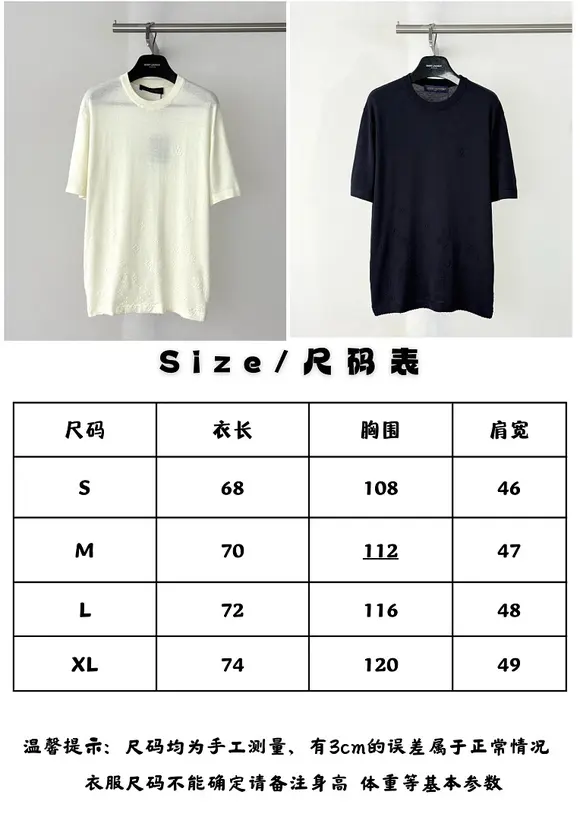 Size/尺码表
尺码 衣长 胸围 肩宽
S 68 108 46
M 70 112 47
L 72 116 48
XL 74 120 49
温馨提示：尺码均为手工测量、有3cm的误差属于正常情况
衣服尺码不能确定请备注身高 体重等基本参数